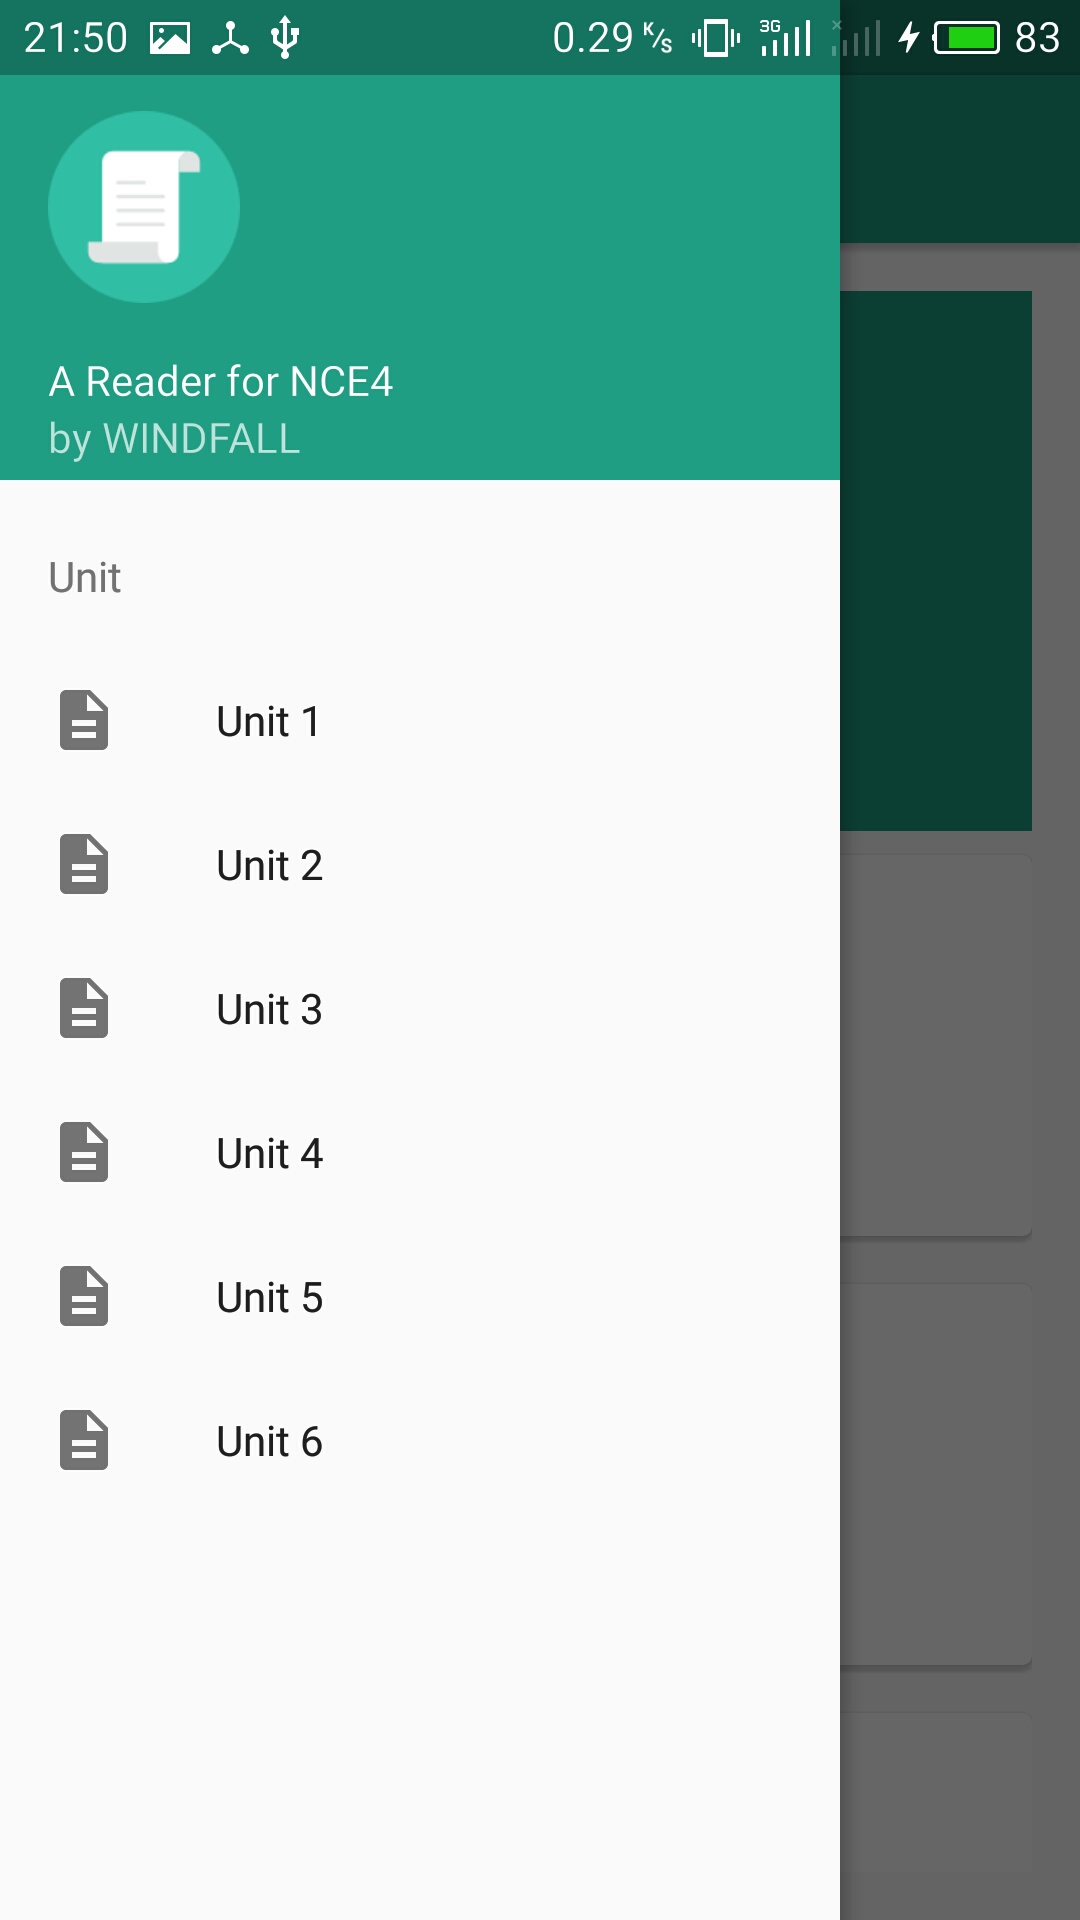 21:50 0.29 K/s 3G 83
A Reader for NCE4
by WINDFALL
Unit
Unit 1
Unit 2
Unit 3
Unit 4
Unit 5
Unit 6